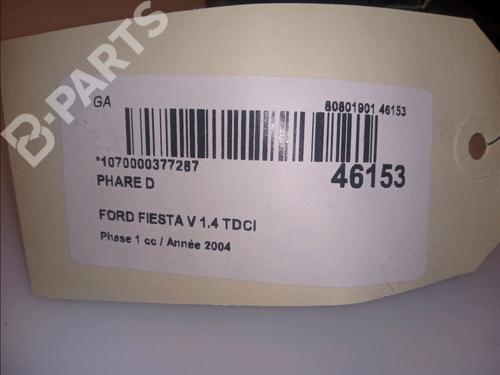 B-PARTS
GA
80801901 46153
*1070000377287
46153
PHARE D
FORD FIESTA V 1.4 TDCI
Phase 1 cc / Année 2004